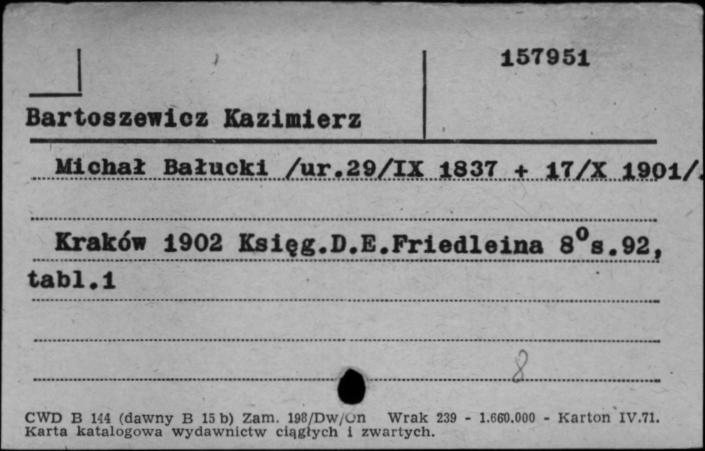 157951
Bartoszewicz Kazimierz
Michał Bałucki /ur.29/IX 1837 + 17/X 1901/.
Kraków 1902 Księg.D.E.Friedleina 8° s.92,
tabl.1
8
CWD B 144 (dawny B 15 b) Zam. 198/Dw/On Wrak 239 - 1.660.000 - Karton IV.71.
Karta katalogowa wydawnictw ciągłych i zwartych.